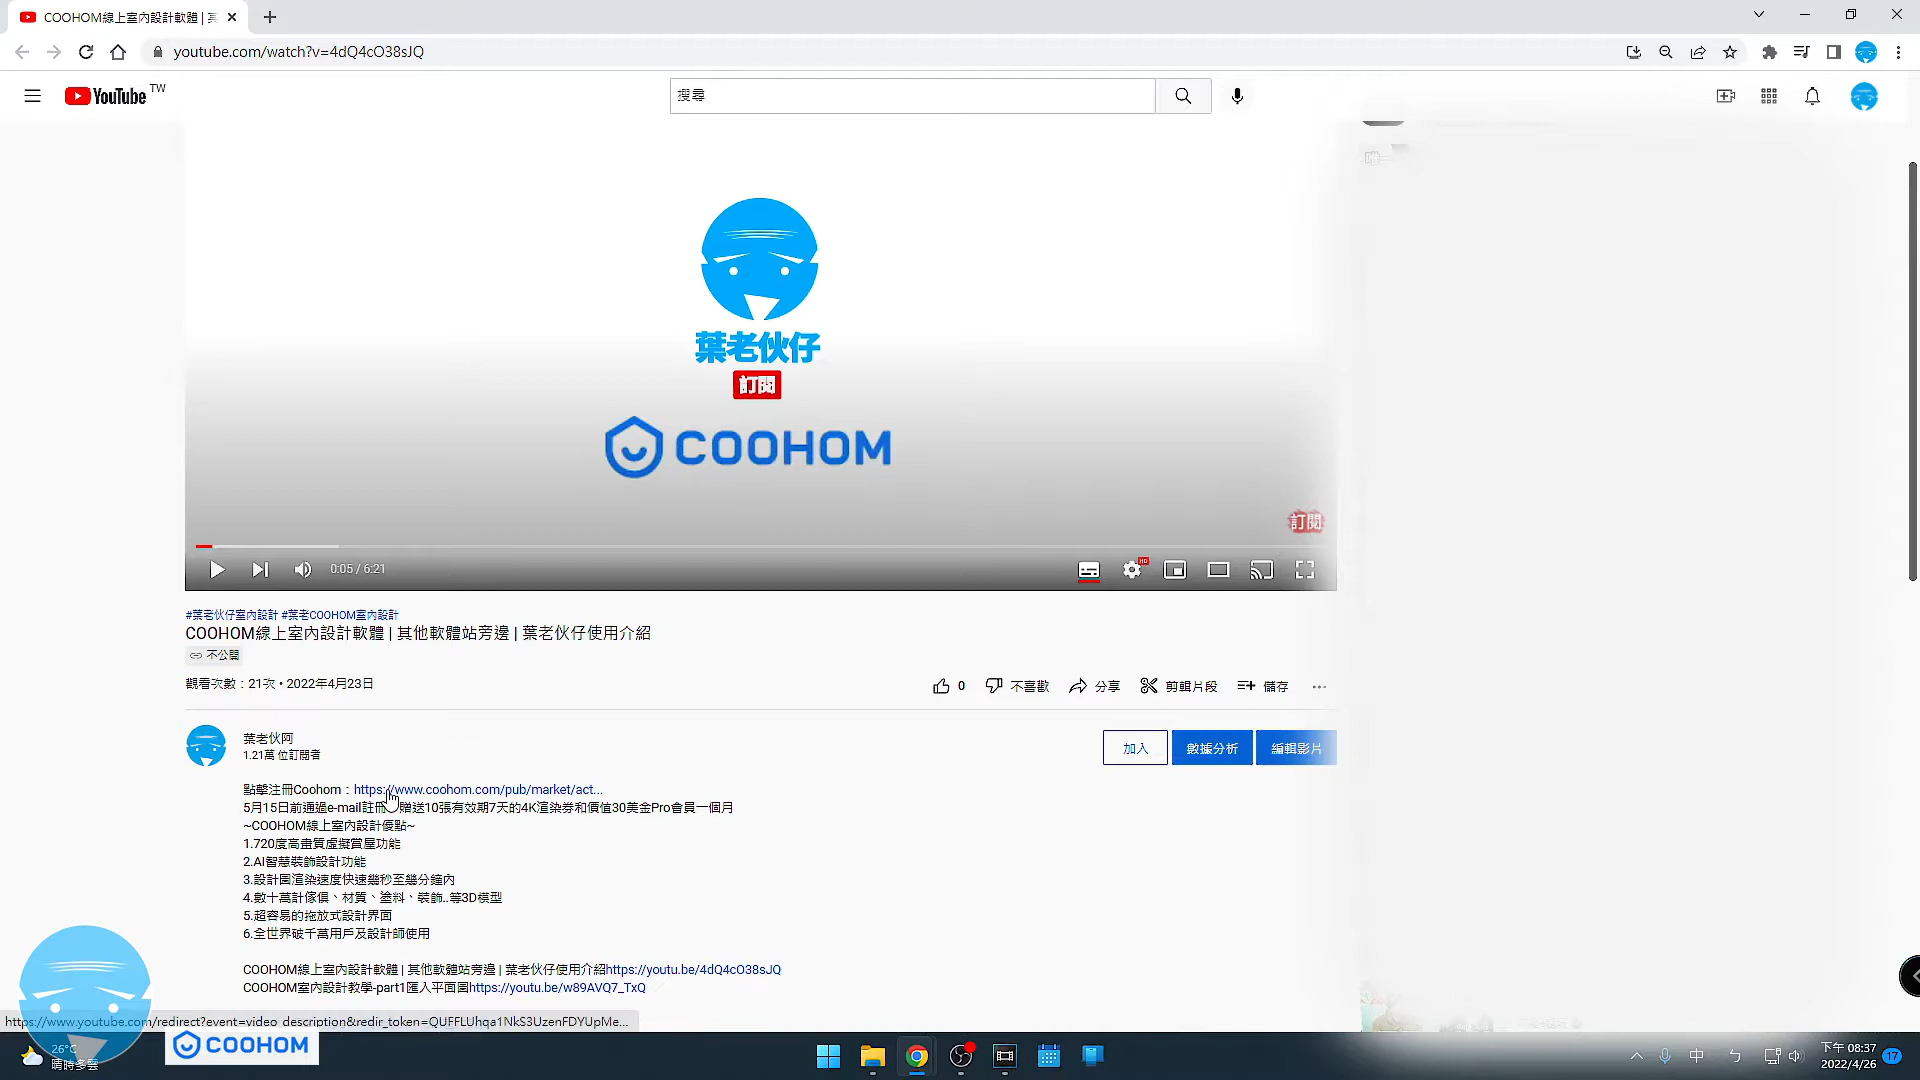 COOHOM線上室內設計軟體 | 其
youtube.com/watch?v=4dQ4cO38sJQ
YouTube TW
搜尋
葉老伙仔
訂閱
COOHOM
訂閱
0:05 / 6:21
#葉老伙仔室內設計 #葉老COOHOM室內設計
COOHOM線上室內設計軟體 | 其他軟體站旁邊 | 葉老伙仔使用介紹
不公開
觀看次數：21次 • 2022年4月23日
0 不喜歡 分享 剪輯片段 儲存
葉老伙阿
1.21萬 位訂閱者
加入 數據分析 編輯影片
點擊注冊Coohom：https://www.coohom.com/pub/market/act...
5月15日前通過e-mail註冊 贈送10張有效期7天的4K渲染券和價值30美金Pro會員一個月
~COOHOM線上室內設計優點~
1.720度高畫質虛擬賞屋功能
2.AI智慧裝飾設計功能
3.設計圖渲染速度快速幾秒至幾分鐘內
4.數十萬計傢俱、材質、塗料、裝飾..等3D模型
5.超容易的拖放式設計界面
6.全世界破千萬用戶及設計師使用
COOHOM線上室內設計軟體 | 其他軟體站旁邊 | 葉老伙仔使用介紹https://youtu.be/4dQ4cO38sJQ
COOHOM室內設計教學-part1匯入平面圖https://youtu.be/w89AVQ7_TxQ
https://www.youtube.com/redirect?event=video_description&redir_token=QUFFLUhqa1NkS3UzenFDYUpMe...
26°C
晴時多雲
COOHOM
中
下午 08:37
2022/4/26
17